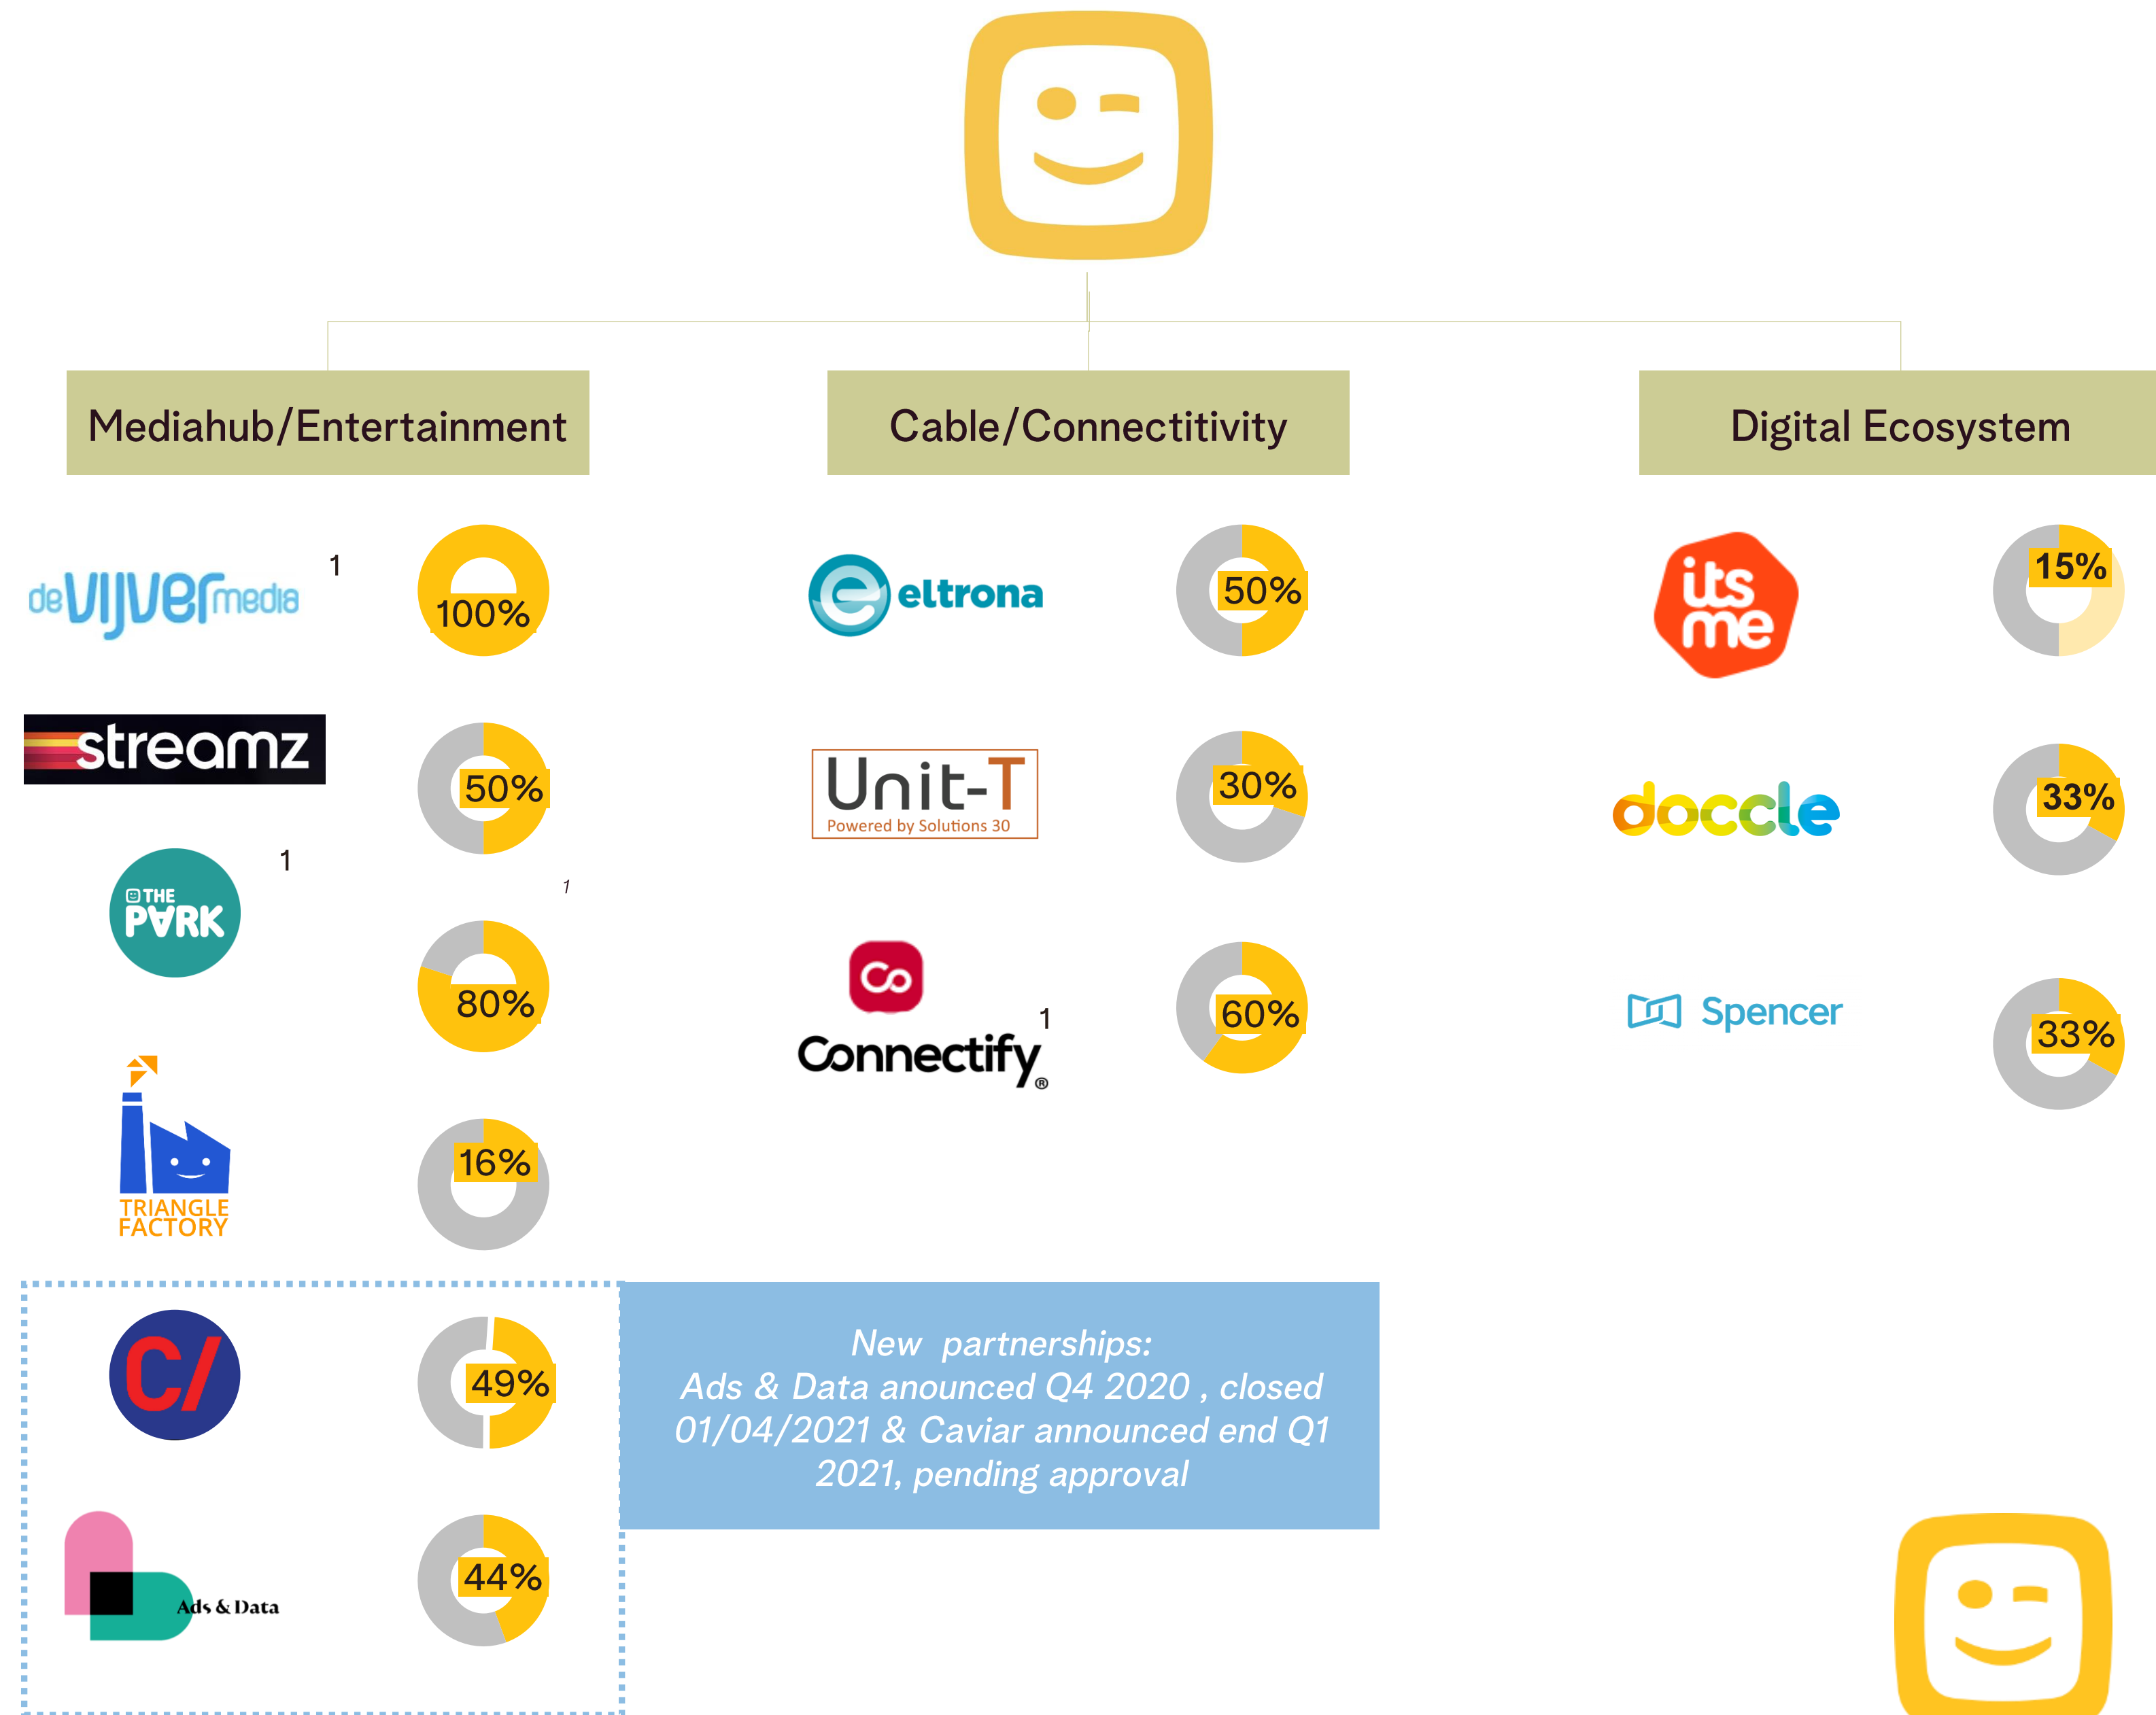 Mediahub/Entertainment
Cable/Connectitivity
Digital Ecosystem
deVIJVermedia
1
100%
streamz
50%
THE
PARK
1
1
80%
TRIANGLE
FACTORY
16%
C/
49%
Ads & Data
44%
eltrona
50%
Unit-T
Powered by Solutions 30
30%
Co
Connectify®
1
60%
its
me
15%
doccle
33%
Spencer
33%
New partnerships:
Ads & Data anounced Q4 2020 , closed
01/04/2021 & Caviar announced end Q1
2021, pending approval